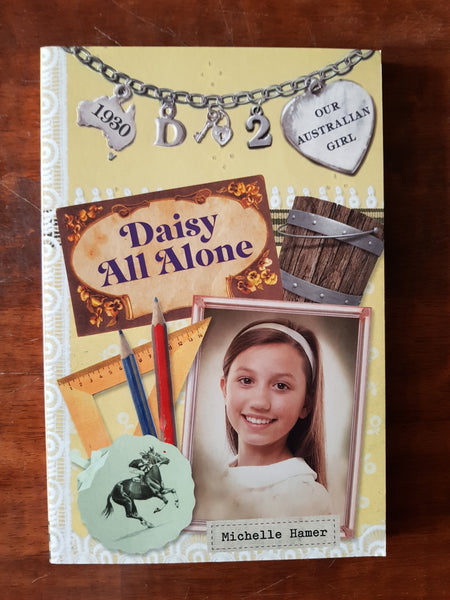 1930
D
2
OUR
AUSTRALIAN
GIRL
Daisy
All Alone
Michelle Hamer